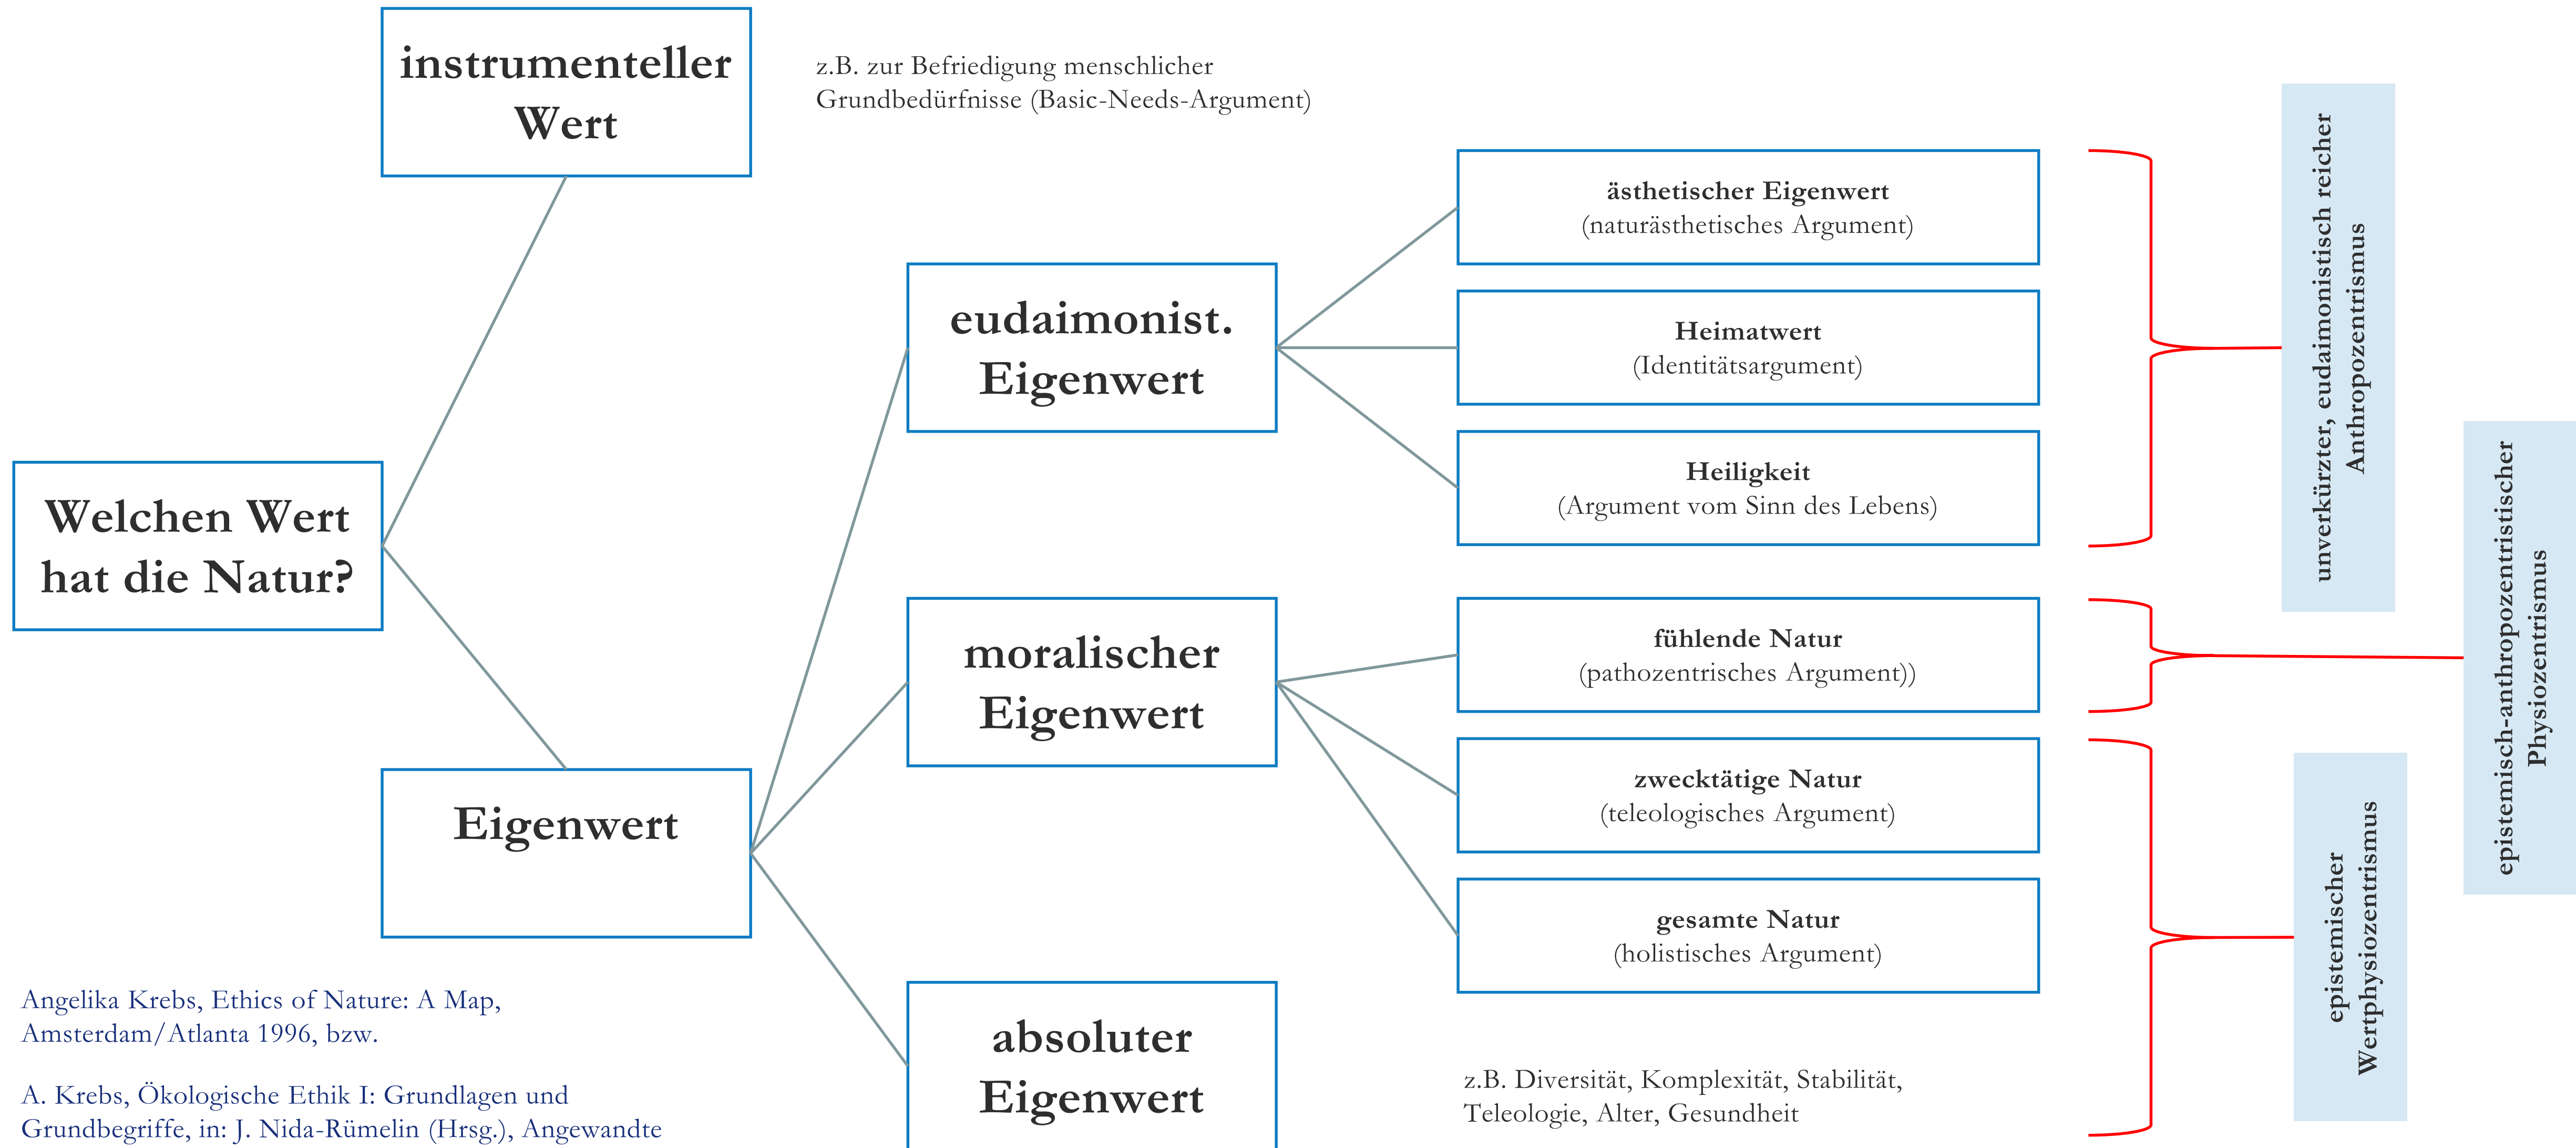 instrumenteller
Wert
z.B. zur Befriedigung menschlicher
Grundbedürfnisse (Basic-Needs-Argument)
Welchen Wert
hat die Natur?
Eigenwert
eudaimonist.
Eigenwert
moralischer
Eigenwert
absoluter
Eigenwert
ästhetischer Eigenwert
(naturästhetisches Argument)
Heimatwert
(Identitätsargument)
Heiligkeit
(Argument vom Sinn des Lebens)
fühlende Natur
(pathozentrisches Argument))
zwecktätige Natur
(teleologisches Argument)
gesamte Natur
(holistisches Argument)
z.B. Diversität, Komplexität, Stabilität,
Teleologie, Alter, Gesundheit
unverkürzter, eudaimonistisch reicher
Anthropozentrismus
epistemisch-anthropozentristischer
Physiozentrismus
epistemischer
Wertphysiozentrismus
Angelika Krebs, Ethics of Nature: A Map,
Amsterdam/Atlanta 1996, bzw.
A. Krebs, Ökologische Ethik I: Grundlagen und
Grundbegriffe, in: J. Nida-Rümelin (Hrsg.), Angewandte